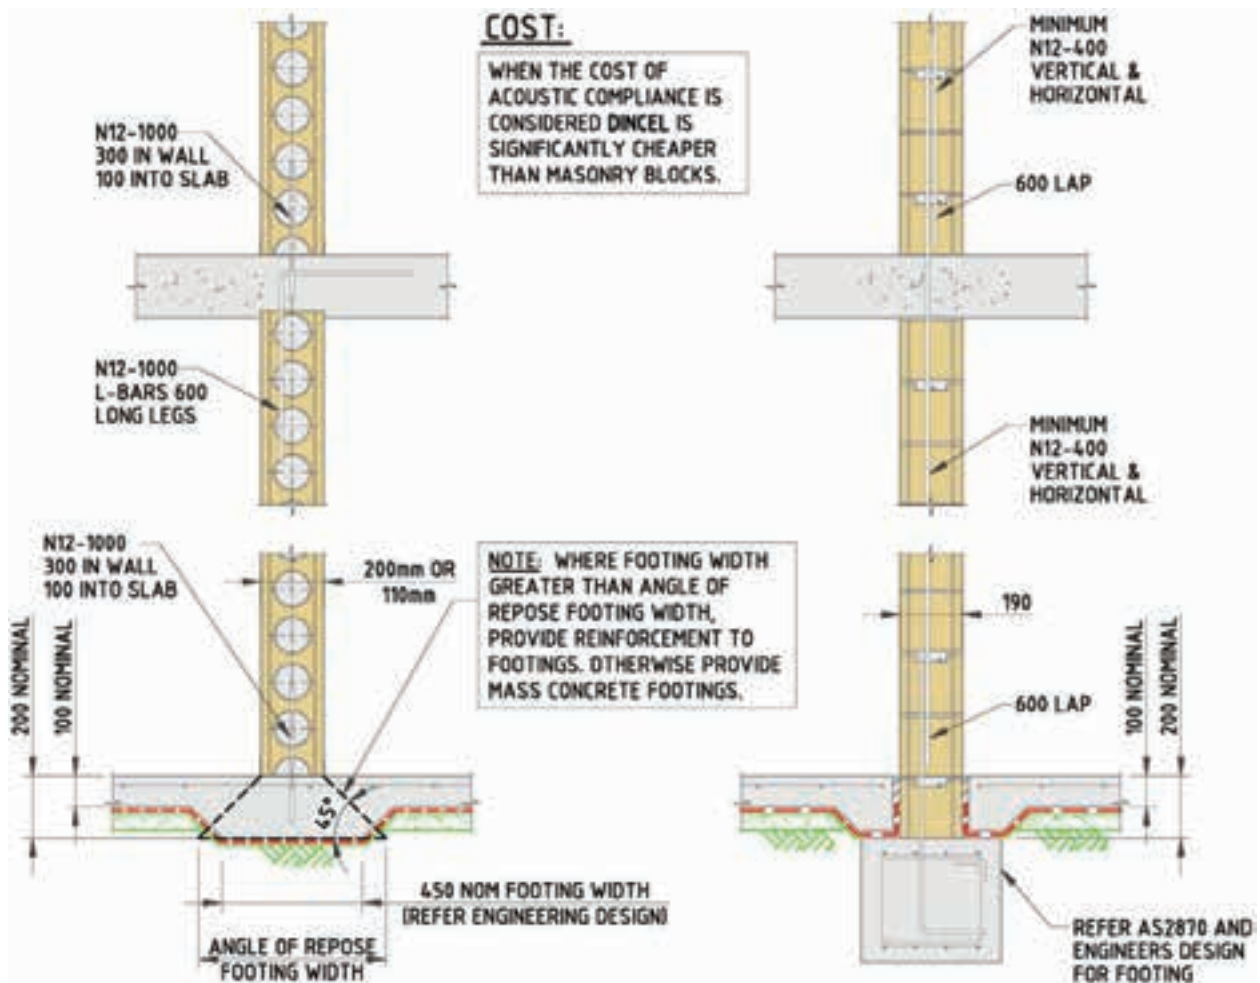 COST:
WHEN THE COST OF
ACOUSTIC COMPLIANCE IS
CONSIDERED DINCEL IS
SIGNIFICANTLY CHEAPER
THAN MASONRY BLOCKS.
N12-1000
300 IN WALL
100 INTO SLAB
N12-1000
L-BARS 600
LONG LEGS
MINIMUM
N12-400
VERTICAL &
HORIZONTAL
600 LAP
MINIMUM
N12-400
VERTICAL &
HORIZONTAL
N12-1000
300 IN WALL
100 INTO SLAB
200mm OR
110mm
NOTE: WHERE FOOTING WIDTH
GREATER THAN ANGLE OF
REPOSE FOOTING WIDTH,
PROVIDE REINFORCEMENT TO
FOOTINGS. OTHERWISE PROVIDE
MASS CONCRETE FOOTINGS.
200 NOMINAL
100 NOMINAL
45°
450 NOM FOOTING WIDTH
(REFER ENGINEERING DESIGN)
ANGLE OF REPOSE
FOOTING WIDTH
190
600 LAP
100 NOMINAL
200 NOMINAL
REFER AS2870 AND
ENGINEERS DESIGN
FOR FOOTING